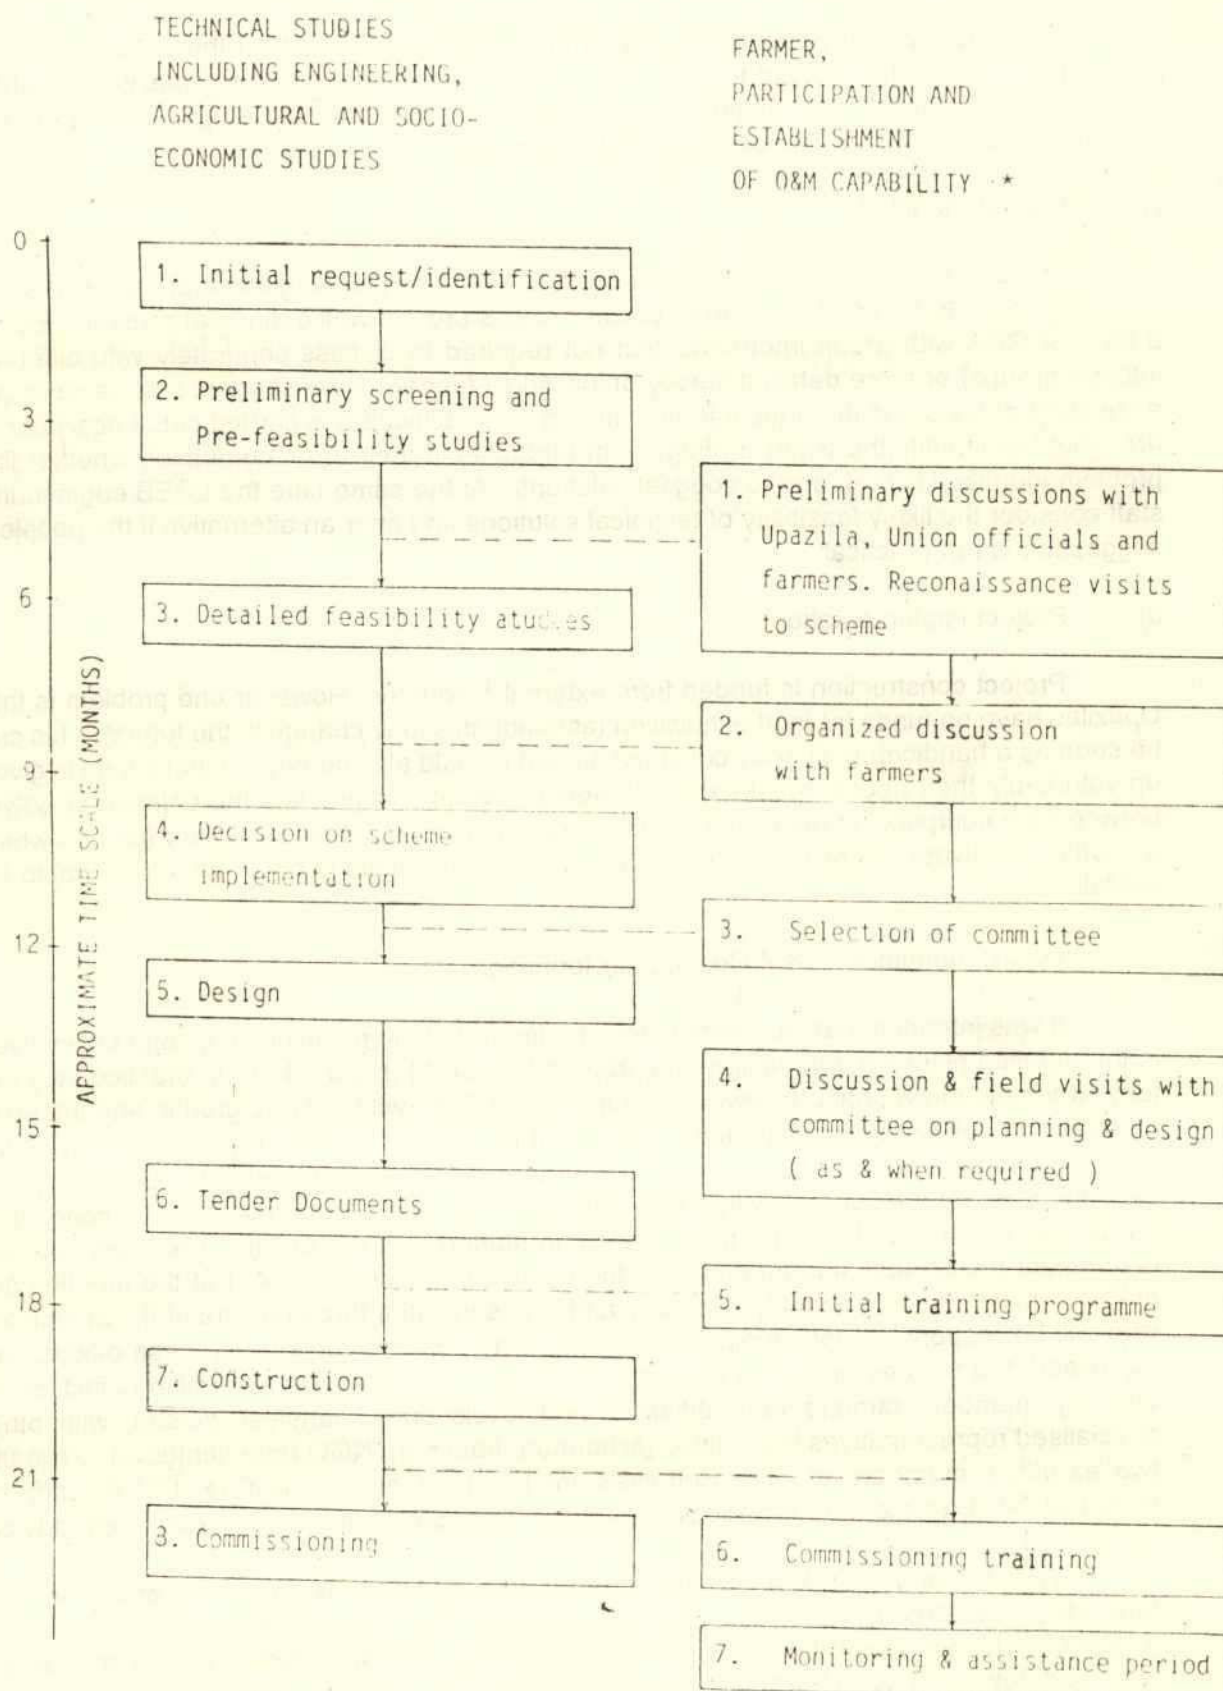 TECHNICAL STUDIES
INCLUDING ENGINEERING,
AGRICULTURAL AND SOCIO-
ECONOMIC STUDIES
FARMER,
PARTICIPATION AND
ESTABLISHMENT
OF O&M CAPABILITY *
APPROXIMATE TIME SCALE (MONTHS)
0
3
6
9
12
15
18
21
1. Initial request/identification
2. Preliminary screening and
Pre-feasibility studies
3. Detailed feasibility atudies
4. Decision on scheme
implementation
5. Design
6. Tender Documents
7. Construction
8. Commissioning
1. Preliminary discussions with
Upazila, Union officials and
farmers. Reconaissance visits
to scheme
2. Organized discussion
with farmers
3. Selection of committee
4. Discussion & field visits with
committee on planning & design
( as & when required )
5. Initial training programme
6. Commissioning training
7. Monitoring & assistance period